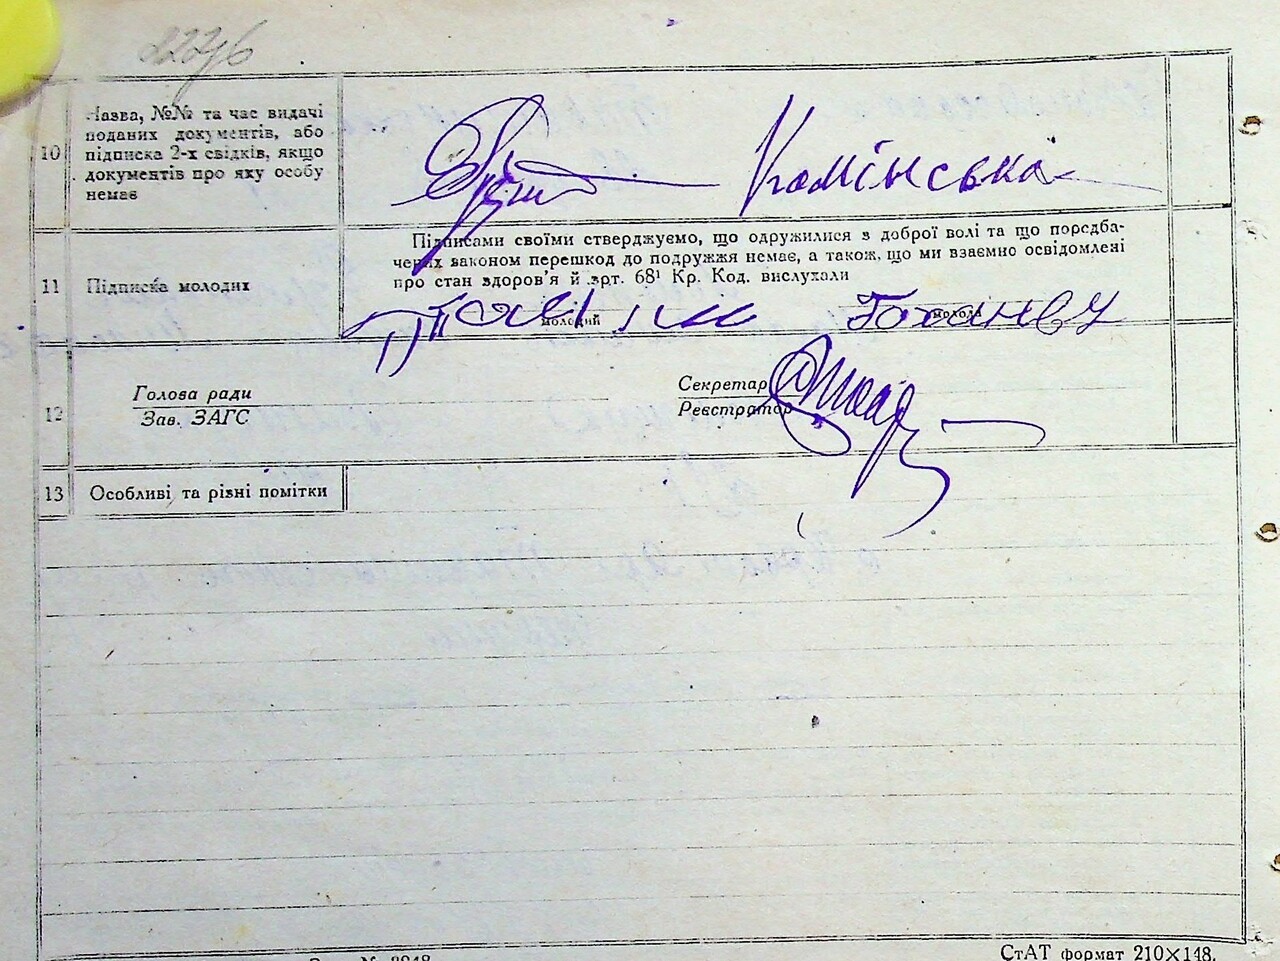 10
Назва, №№ та час видачі
поданих документів, або
підписка 2-х свідків, якщо
документів про яку особу
немає
Камінська
11
Підписка молодих
Підписами своїми стверджуємо, що одружилися з доброї волі та що поредба-
чених законом перешкод до подружжя немає, а також, що ми взаємно освідомлені
про стан здоров'я й арт. 68¹ Кр. Код. вислухали
молодий
молода
12
Голова ради
Зав. ЗАГС
Секретар
Реєстратор
13
Особливі та різні помітки
СтАТ формат 210×148.